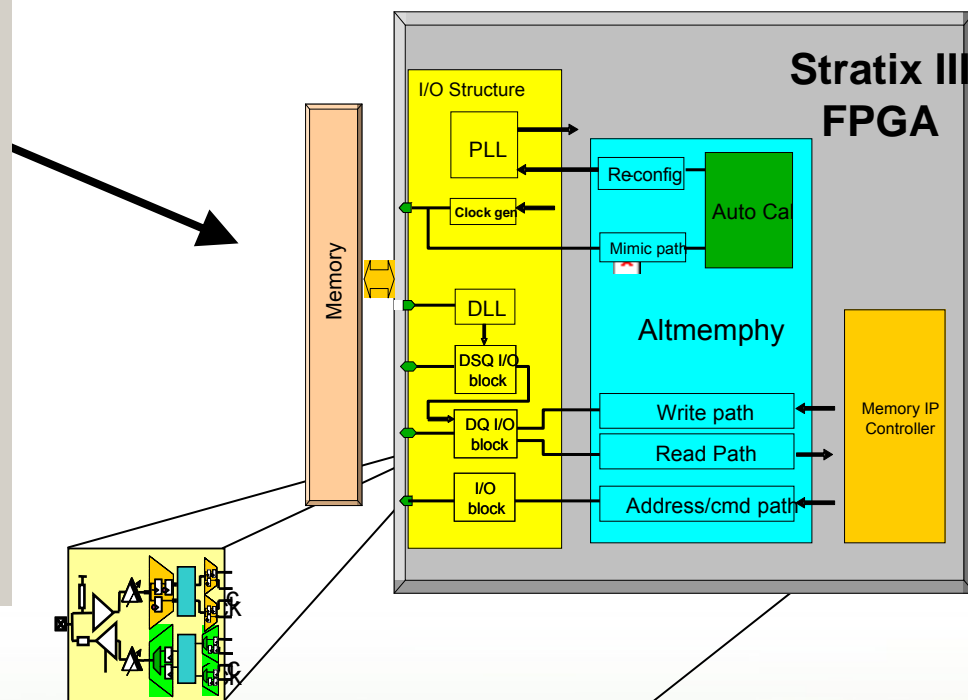 Stratix III
FPGA
I/O Structure
PLL
Re-config
Auto Cal
Clock gen
Mimic path
Memory
DLL
Altmemphy
DSQ I/O
block
DQ I/O
block
Write path
Memory IP
Controller
Read Path
I/O
block
Address/cmd path